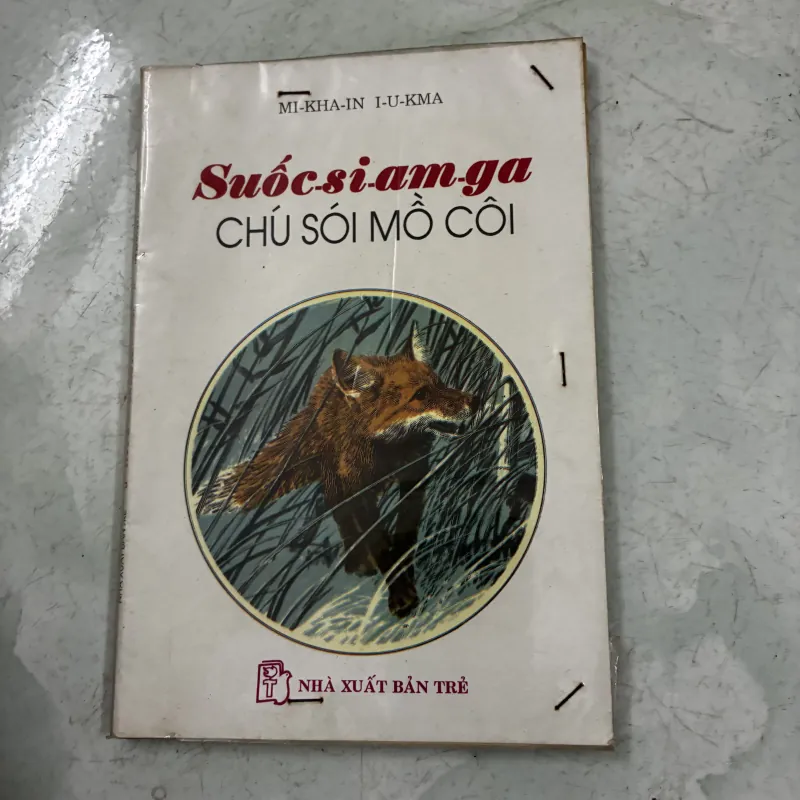 MI-KHA-IN I-U-KMA
Suốc-si-am-ga
CHÚ SÓI MỒ CÔI
NHÀ XUẤT BẢN TRẺ